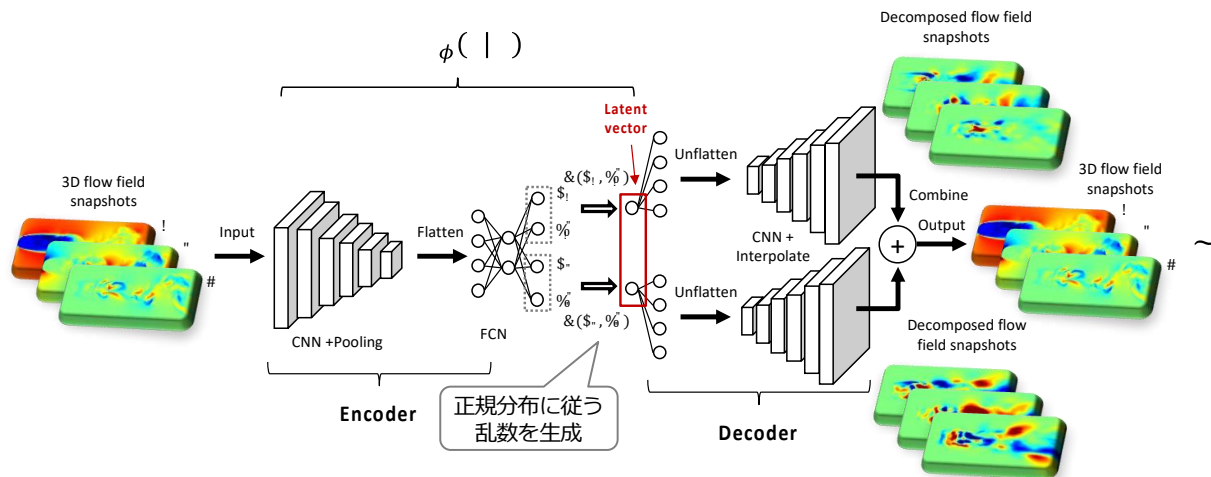 ϕ( | )
Decomposed flow field
snapshots
Latent
vector
Unflatten
&($!,%!")
3D flow field
snapshots
!
"
#
Input
Flatten
$!
%!"
$"
%""
CNN +
Interpolate
Combine
Output
+
3D flow field
snapshots
!
"
#
~
Unflatten
&($",%"")
CNN +Pooling
FCN
Decomposed flow
field snapshots
Encoder
正規分布に従う
乱数を生成
Decoder